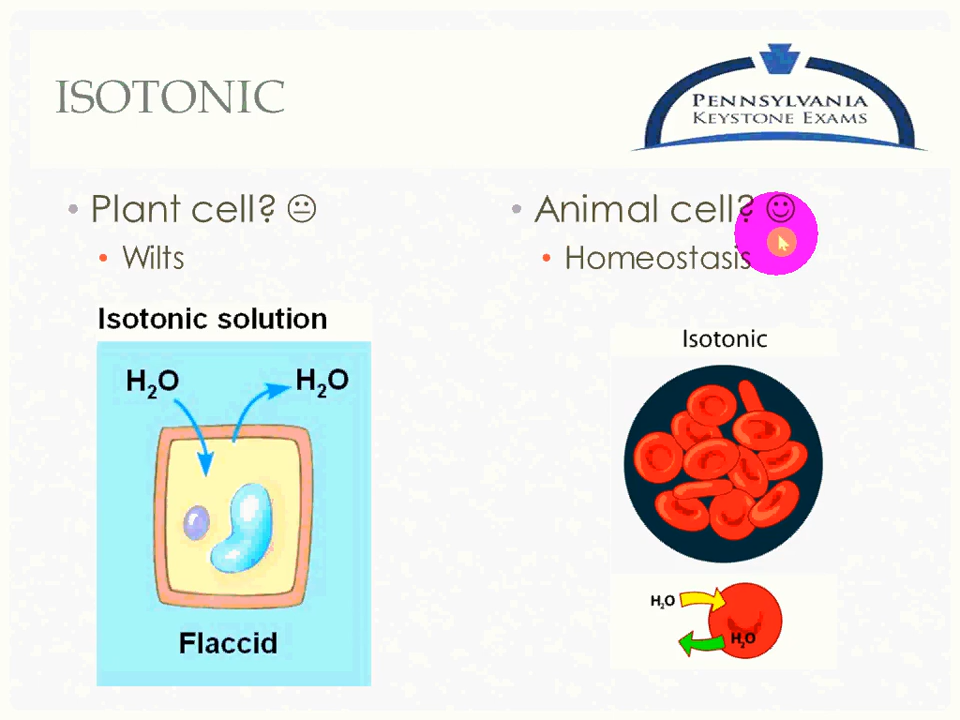 ISOTONIC
PENNSYLVANIA
KEYSTONE EXAMS
• Plant cell? 😐
• Wilts
Isotonic solution
H₂O H₂O
Flaccid
• Animal cell? ☺
• Homeostasis
Isotonic
H₂O
H₂O